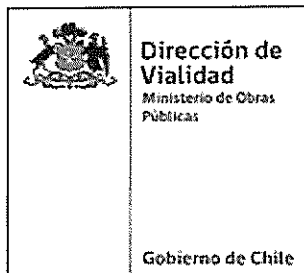 Dirección de
Vialidad
Ministerio de Obras
Públicas
Gobierno de Chile